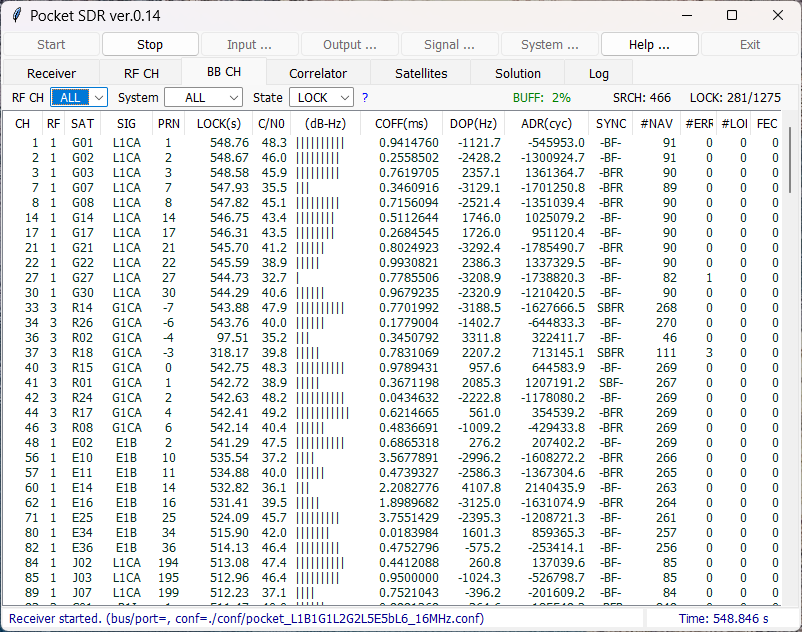 Pocket SDR ver.0.14
Start Stop Input ... Output ... Signal ... System ... Help ... Exit
Receiver RF CH BB CH Correlator Satellites Solution Log
RF CH ALL System ALL State LOCK ? BUFF: 2% SRCH: 466 LOCK: 281/1275
CH RF SAT SIG PRN LOCK(s) C/N0 (dB-Hz) COFF(ms) DOP(Hz) ADR(cyc) SYNC #NAV #ERR #LOI FEC
1 1 G01 L1CA 1 548.76 48.3 |||||||||| 0.9414760 -1121.7 -545953.0 -BF- 91 0 0 0
2 1 G02 L1CA 2 548.67 46.0 ||||||||| 0.2558502 -2428.2 -1300924.7 -BF- 91 0 0 0
3 1 G03 L1CA 3 548.58 45.9 ||||||||| 0.7619705 2357.1 1361364.7 -BFR 90 0 0 0
7 1 G07 L1CA 7 547.93 35.5 ||| 0.3460916 -3129.1 -1701250.8 -BFR 89 0 0 0
8 1 G08 L1CA 8 547.82 45.1 ||||||||| 0.7156094 -2521.4 -1351039.4 -BFR 90 0 0 0
14 1 G14 L1CA 14 546.75 43.4 |||||||| 0.5112644 1746.0 1025079.2 -BF- 90 0 0 0
17 1 G17 L1CA 17 546.31 43.5 |||||||| 0.2684545 1726.0 951120.4 -BF- 90 0 0 0
21 1 G21 L1CA 21 545.70 41.2 |||||| 0.8024923 -3292.4 -1785490.7 -BFR 90 0 0 0
22 1 G22 L1CA 22 545.59 38.9 ||||| 0.9930821 2386.3 1337329.5 -BF- 90 0 0 0
27 1 G27 L1CA 27 544.73 32.7 | 0.7785506 -3208.9 -1738820.3 -BF- 82 1 0 0
30 1 G30 L1CA 30 544.29 40.6 |||||| 0.9679235 -2320.9 -1210420.5 -BF- 90 0 0 0
33 3 R14 G1CA -7 543.88 47.9 |||||||||| 0.7701992 -3188.5 -1627666.5 SBFR 268 0 0 0
34 3 R26 G1CA -6 543.76 40.0 |||||| 0.1779004 -1402.7 -644833.3 -BF- 270 0 0 0
36 3 R02 G1CA -4 97.51 35.2 ||| 0.3450792 3311.8 322411.7 -BF- 46 0 0 0
37 3 R18 G1CA -3 318.17 39.8 ||||| 0.7831069 2207.2 713145.1 SBFR 111 3 0 0
40 3 R15 G1CA 0 542.75 48.3 |||||||||| 0.9789431 957.6 644583.9 -BF- 269 0 0 0
41 3 R01 G1CA 1 542.72 38.9 ||||| 0.3671198 2085.3 1207191.2 SBF- 267 0 0 0
42 3 R24 G1CA 2 542.63 48.2 |||||||||| 0.0434632 -2222.8 -1178080.2 -BF- 269 0 0 0
44 3 R17 G1CA 4 542.41 49.2 ||||||||||| 0.6214665 561.0 354539.2 -BFR 269 0 0 0
46 3 R08 G1CA 6 542.14 40.4 |||||| 0.4836691 -1009.2 -429433.8 -BFR 269 0 0 0
48 1 E02 E1B 2 541.29 47.5 |||||||||| 0.6865318 276.2 207402.2 -BF- 269 0 0 0
56 1 E10 E1B 10 535.54 37.2 |||| 3.5677891 -2996.2 -1608272.2 -BFR 266 0 0 0
57 1 E11 E1B 11 534.88 40.0 |||||| 0.4739327 -2586.3 -1367304.6 -BFR 265 0 0 0
60 1 E14 E1B 14 532.82 36.1 ||| 2.2082776 4107.8 2140435.9 -BF- 263 0 0 0
62 1 E16 E1B 16 531.41 39.5 ||||| 1.8989682 -3125.0 -1631074.9 -BFR 264 0 0 0
71 1 E25 E1B 25 524.09 45.7 ||||||||| 3.7551429 -2395.3 -1208721.3 -BF- 261 0 0 0
80 1 E34 E1B 34 515.90 42.0 ||||||| 0.0183984 1601.3 859365.3 -BF- 257 0 0 0
82 1 E36 E1B 36 514.13 46.4 ||||||||| 0.4752796 -575.2 -253414.1 -BF- 256 0 0 0
84 1 J02 L1CA 194 513.08 47.4 |||||||||| 0.4412088 260.8 137039.6 -BF- 85 0 0 0
85 1 J03 L1CA 195 512.96 46.4 ||||||||| 0.9500000 -1024.3 -526798.7 -BF- 85 0 0 0
89 1 J07 L1CA 199 512.23 37.1 |||| 0.7521043 -396.2 -201609.2 -BF- 84 0 0 0
Receiver started. (bus/port=, conf=./conf/pocket_L1B1G1L2G2L5E5bL6_16MHz.conf) Time: 548.846 s